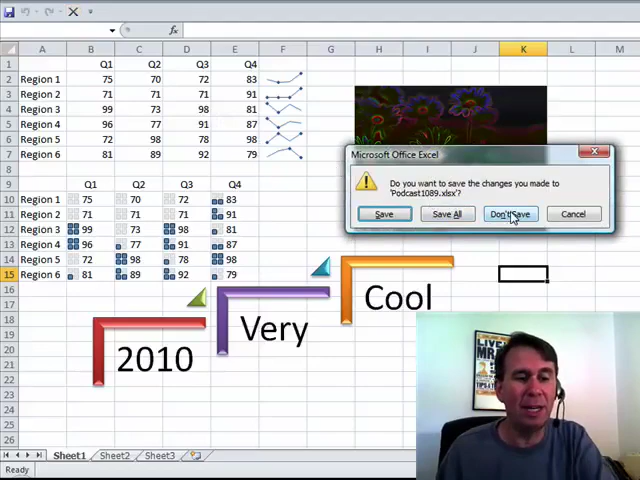 fx
A B C D E F G H I J K L M
1 Q1 Q2 Q3 Q4
2 Region 1 75 70 72 83
3 Region 2 71 71 71 91
4 Region 3 99 73 98 81
5 Region 4 96 77 91 87
6 Region 5 72 98 78 98
7 Region 6 81 89 92 79
8
Microsoft Office Excel
Do you want to save the changes you made to
'Podcast1089.xlsx'?
Save Save All Don't Save Cancel
9 Q1 Q2 Q3 Q4
10 Region 1 75 70 72 83
11 Region 2 71 71 71 91
12 Region 3 99 73 98 81
13 Region 4 96 77 91 87
14 Region 5 72 98 78 98
15 Region 6 81 89 92 79
16
17
18
19
20
21
22
23
24
25
26
Cool
Very
2010
LIVE
MR
Sheet1 Sheet2 Sheet3
Ready